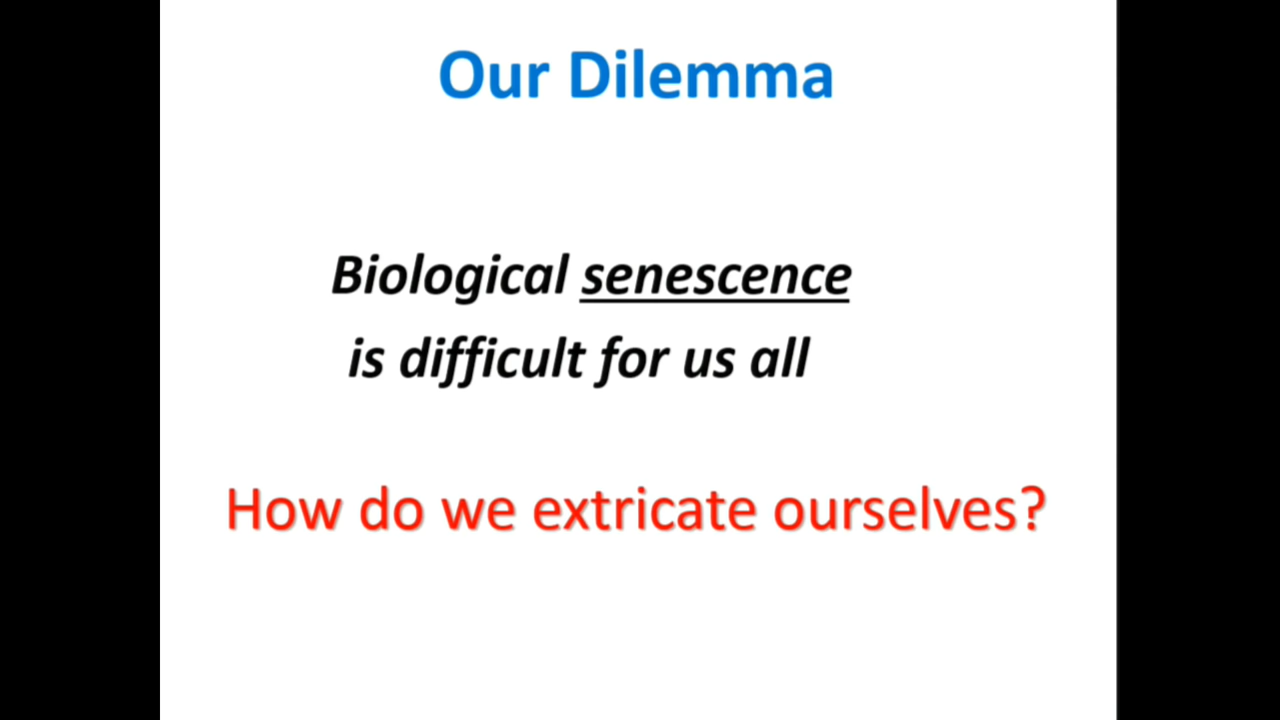 Our Dilemma
Biological senescence
is difficult for us all
How do we extricate ourselves?